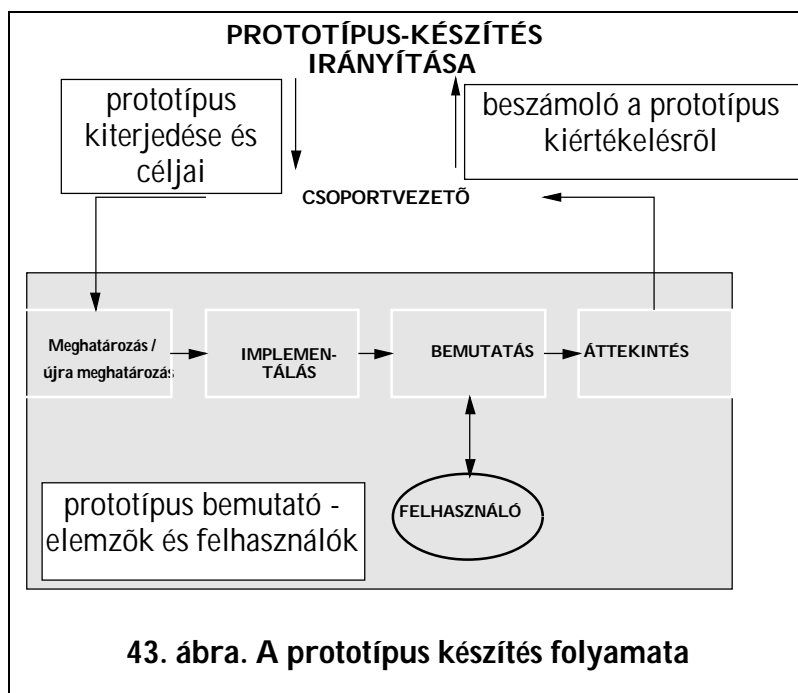 PROTOTÍPUS-KÉSZÍTÉS
IRÁNYÍTÁSA
prototípus
kiterjedése és
céljai
beszámoló a prototípus
kiértékelésrõl
CSOPORTVEZETÕ
Meghatározás /
újra meghatározás
IMPLEMEN-
TÁLÁS
BEMUTATÁS
ÁTTEKINTÉS
prototípus bemutató -
elemzõk és felhasználók
FELHASZNÁLÓ
43. ábra. A prototípus készítés folyamata